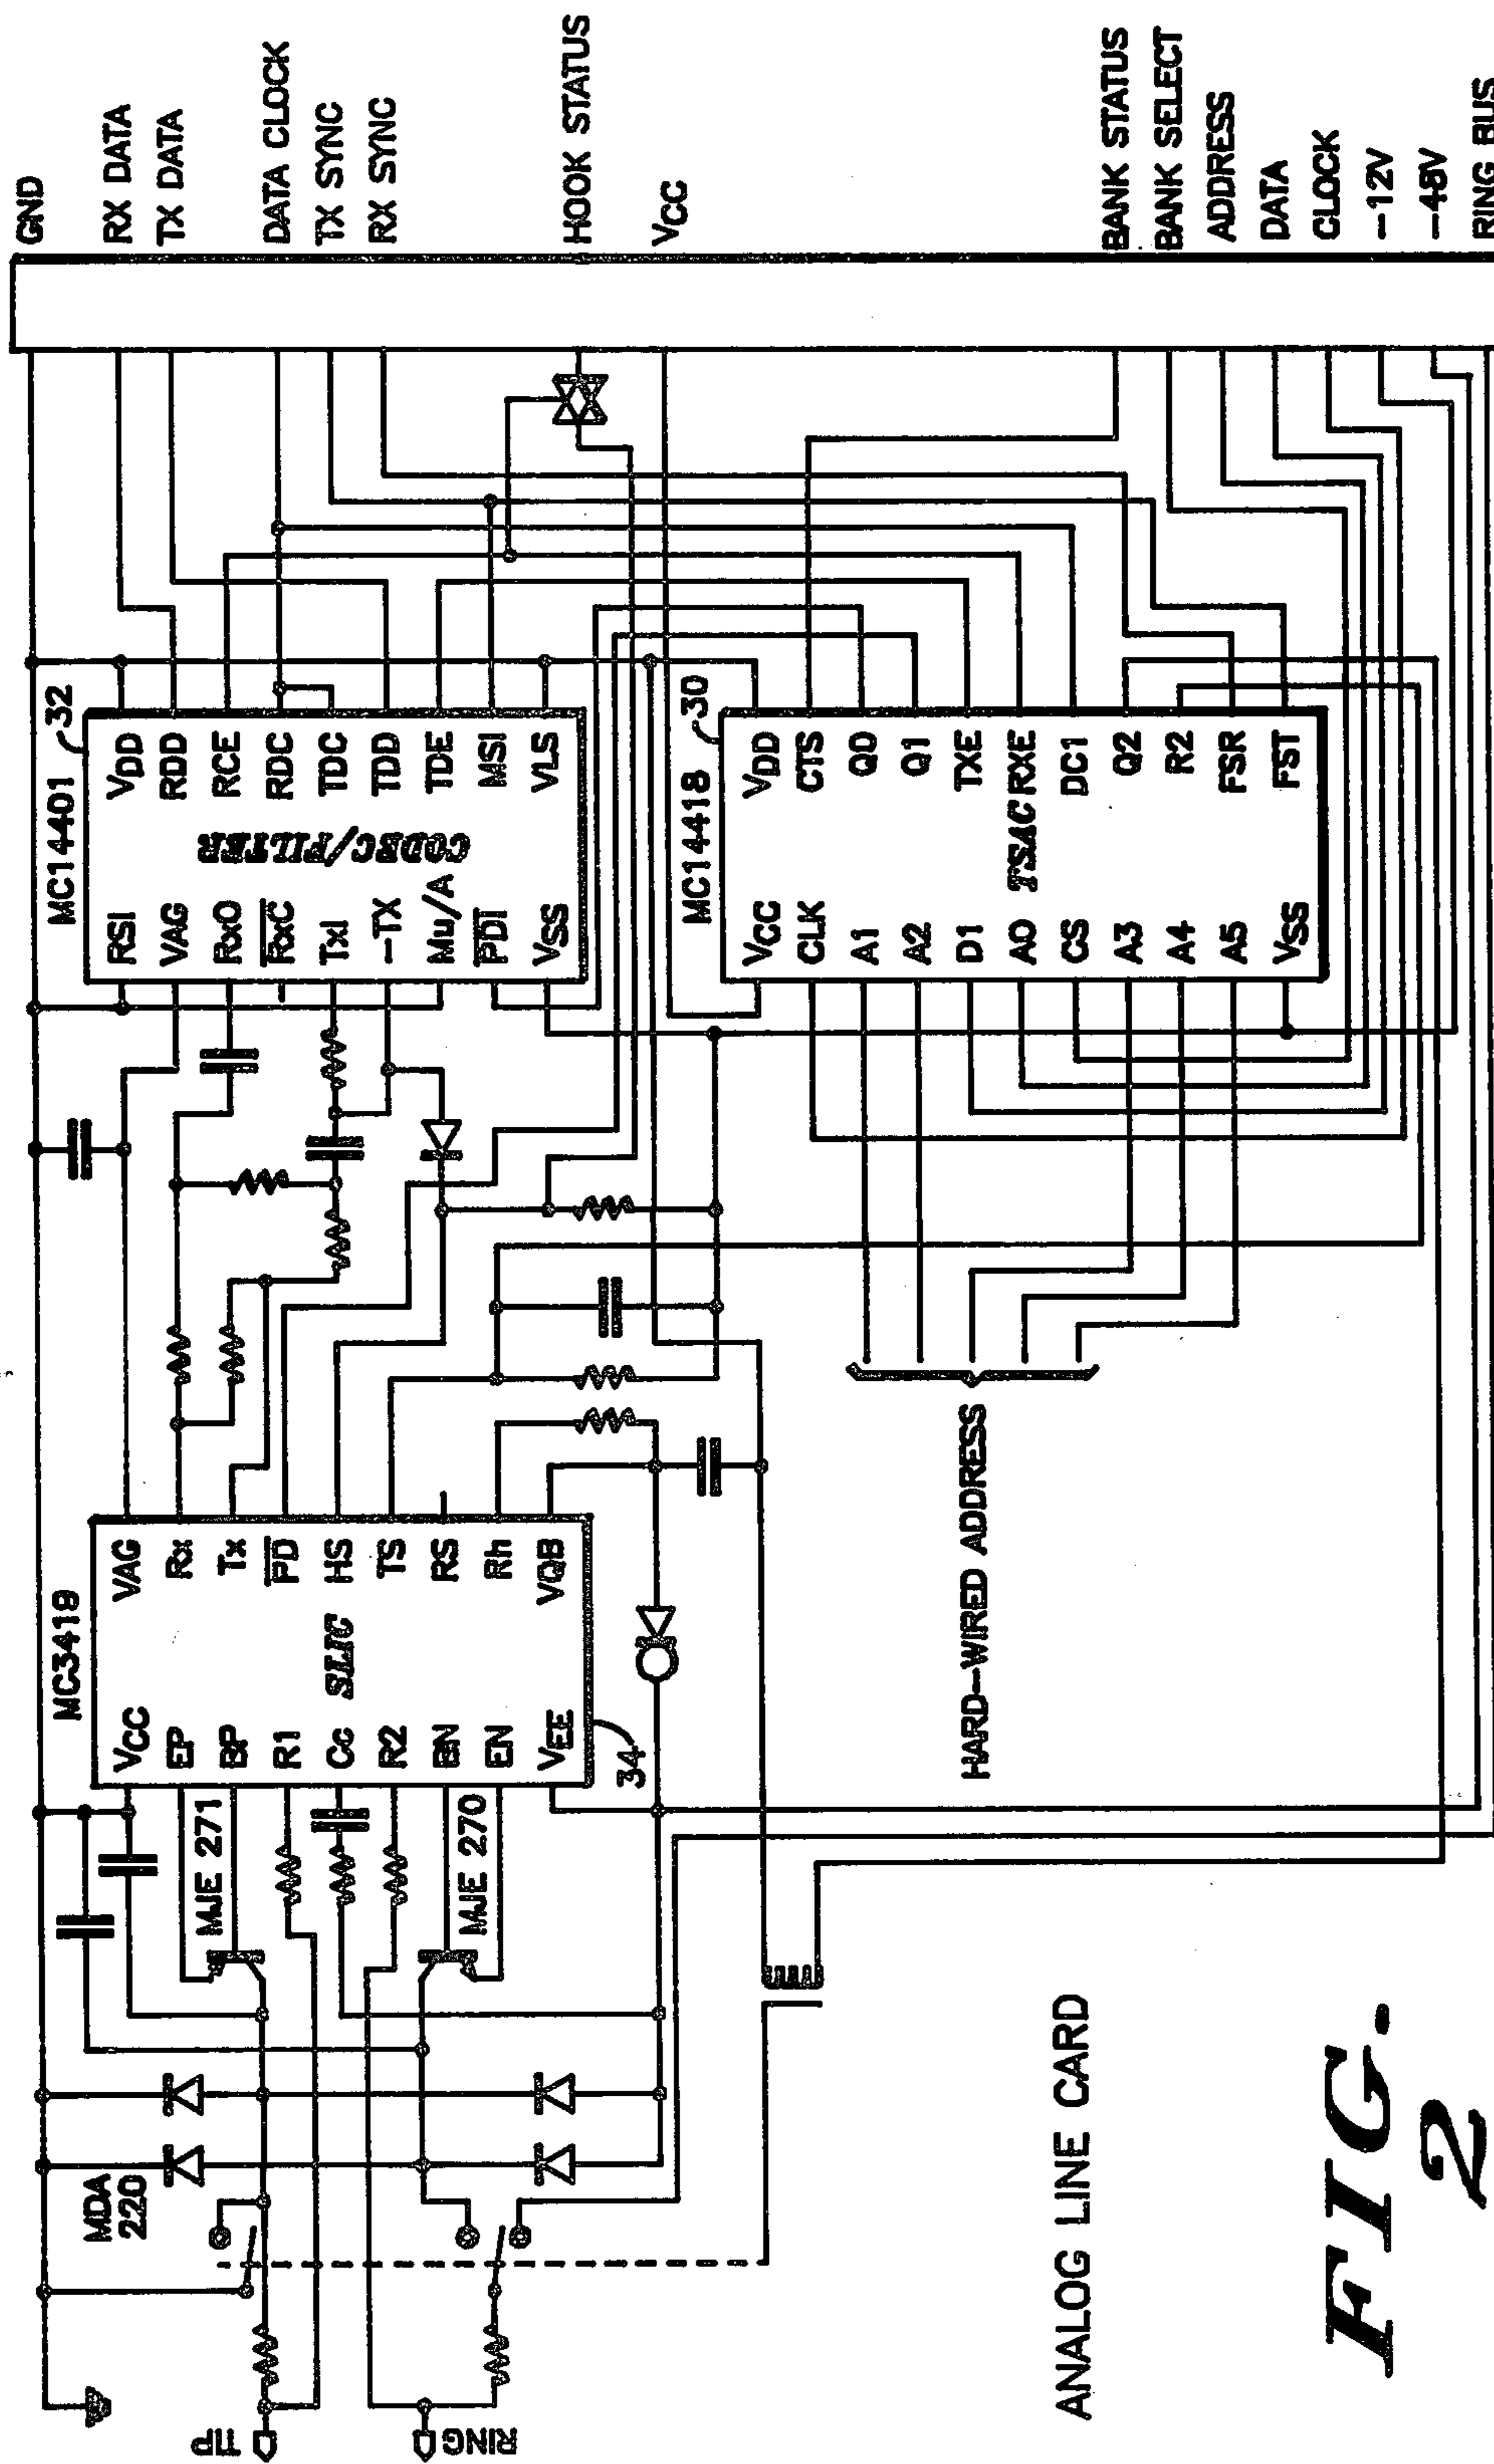 GND
RX DATA
TX DATA
DATA CLOCK
TX SYNC
RX SYNC
HOOK STATUS
VCC
BANK STATUS
BANK SELECT
ADDRESS
DATA
CLOCK
-12V
-48V
RING BUS
MC14401
32
RSI
VAG
RxO
RxC
TxI
-TX
Mu/A
PDI
VSS
CODEC/FILTER
VDD
RDD
RCE
RDC
TDC
TDD
TDE
MSI
VLS
MC14418
30
VCC
CLK
A1
A2
D1
A0
CS
A3
A4
A5
VSS
TSAC
VDD
CTS
Q0
Q1
TXE
RXE
DC1
Q2
R2
FSR
FST
MC3419
34
VCC
EP
BP
R1
Cc
R2
BN
EN
VEE
SLIC
VAG
Rx
Tx
PD
HS
TS
RS
Rh
VQB
MJE 271
MJE 270
MDA
220
TIP
RING
HARD-WIRED ADDRESS
ANALOG LINE CARD
FIG.
2